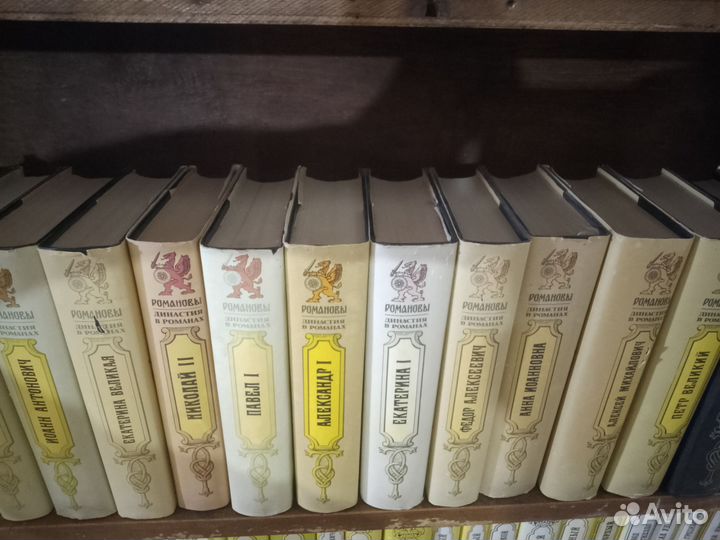 ИОАНН АНТОНОВИЧ
РОМАНОВЫ
ДИНАСТИЯ
В РОМАНАХ
ЕКАТЕРИНА ВЕЛИКАЯ
РОМАНОВЫ
ДИНАСТИЯ
В РОМАНАХ
НИКОЛАЙ II
РОМАНОВЫ
ДИНАСТИЯ
В РОМАНАХ
ПАВЕЛ I
РОМАНОВЫ
ДИНАСТИЯ
В РОМАНАХ
АЛЕКСАНДР I
РОМАНОВЫ
ДИНАСТИЯ
В РОМАНАХ
ЕКАТЕРИНА I
РОМАНОВЫ
ДИНАСТИЯ
В РОМАНАХ
ФЕДОР АЛЕКСЕЕВИЧ
РОМАНОВЫ
ДИНАСТИЯ
В РОМАНАХ
АННА ИОАННОВНА
РОМАНОВЫ
ДИНАСТИЯ
В РОМАНАХ
АЛЕКСЕЙ МИХАЙЛОВИЧ
РОМАНОВЫ
ДИНАСТИЯ
В РОМАНАХ
ПЕТР ВЕЛИКИЙ
Avito